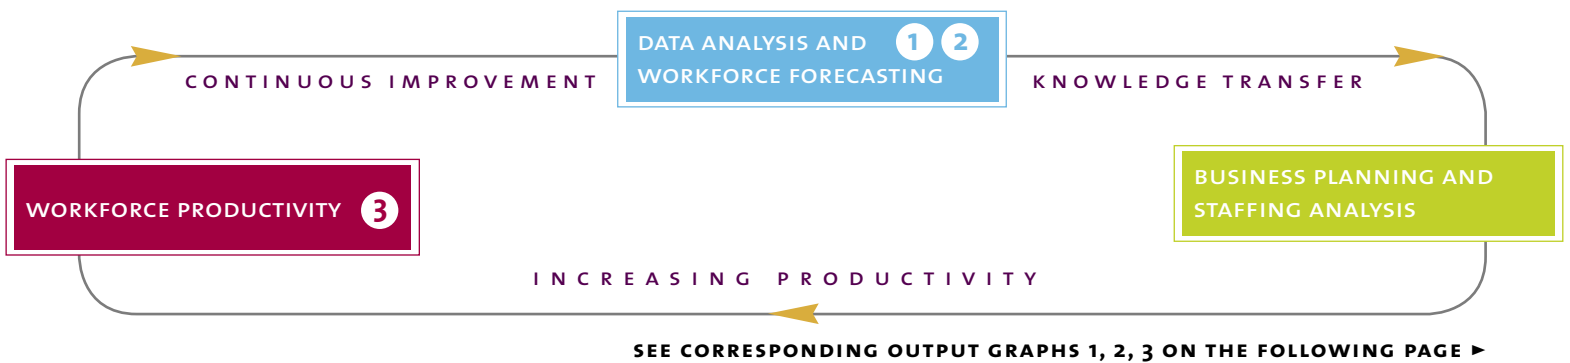 DATA ANALYSIS AND 1 2
WORKFORCE FORECASTING
CONTINUOUS IMPROVEMENT
KNOWLEDGE TRANSFER
WORKFORCE PRODUCTIVITY 3
BUSINESS PLANNING AND
STAFFING ANALYSIS
INCREASING PRODUCTIVITY
SEE CORRESPONDING OUTPUT GRAPHS 1, 2, 3 ON THE FOLLOWING PAGE ►